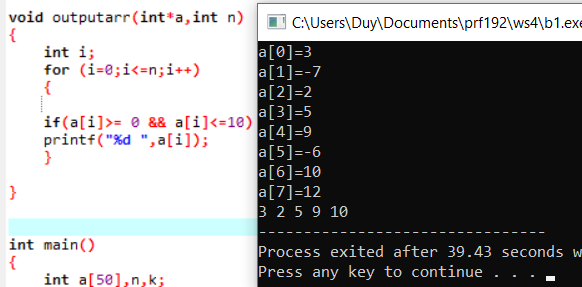 void outputarr(int*a,int n)
{
int i;
for (i=0;i<=n;i++)
{
if(a[i]>= 0 && a[i]<=10)
printf("%d ",a[i]);
}
}
int main()
{
int a[50],n,k;
C:\Users\Duy\Documents\prf192\ws4\b1.exe
a[0]=3
a[1]=-7
a[2]=2
a[3]=5
a[4]=9
a[5]=-6
a[6]=10
a[7]=12
3 2 5 9 10
--------------------------------
Process exited after 39.43 seconds w
Press any key to continue . . .